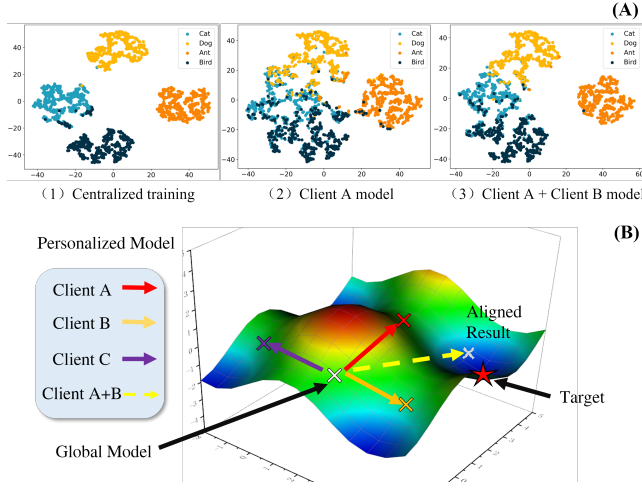 (A)
Cat
Dog
Ant
Bird
40
20
0
−20
−40
−40 −20 0 20 40
Cat
Dog
Ant
Bird
40
20
0
−20
−40
−40 −20 0 20 40
Cat
Dog
Ant
Bird
40
20
0
−20
−40
−40 −20 0 20 40 60
(1) Centralized training
(2) Client A model
(3) Client A + Client B model
(B)
Personalized Model
Client A
Client B
Client C
Client A+B
Aligned
Result
Target
Global Model